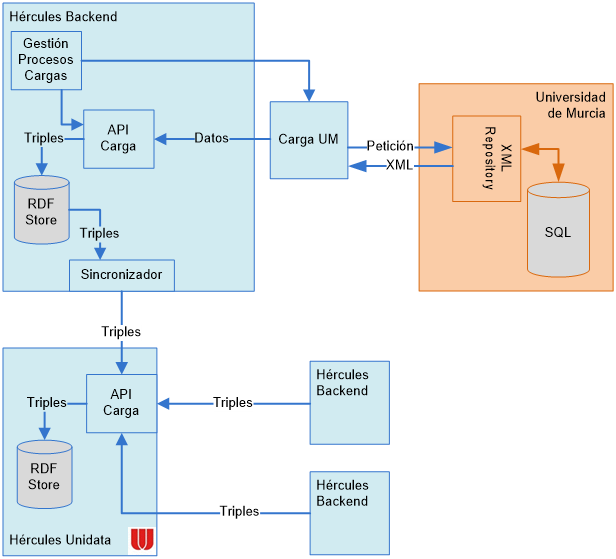 Hércules Backend
Gestión
Procesos
Cargas
API
Carga
Triples
RDF
Store
Triples
Sincronizador
Datos
Carga UM
Petición
XML
Universidad
de Murcia
XML
Repository
SQL
Triples
API
Carga
Triples
RDF
Store
Hércules Unidata
Triples
Hércules
Backend
Triples
Hércules
Backend